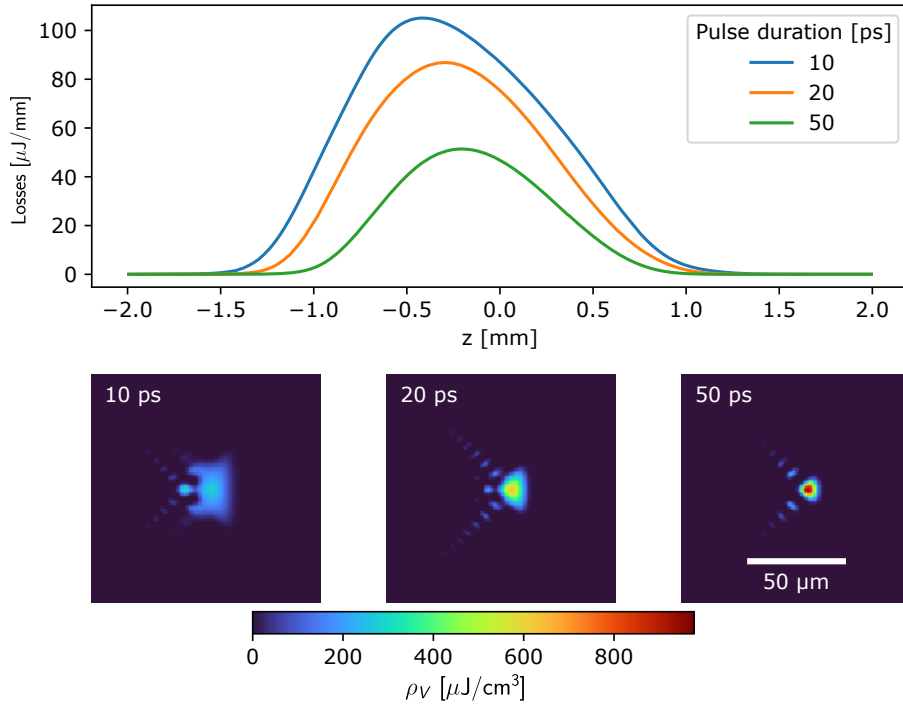 Losses [μJ/mm]
100
80
60
40
20
0
Pulse duration [ps]
10
20
50
−2.0 −1.5 −1.0 −0.5 0.0 0.5 1.0 1.5 2.0
z [mm]
10 ps 20 ps 50 ps
50 μm
0 200 400 600 800
ρ_V [μJ/cm³]